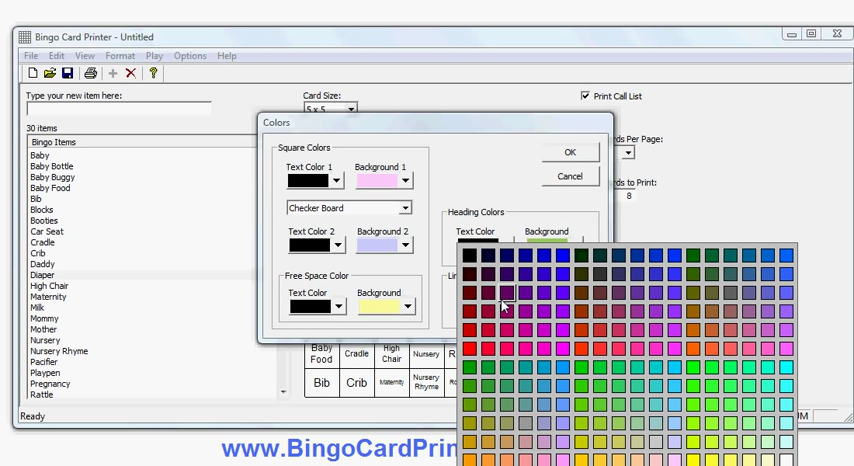 Bingo Card Printer - Untitled
File Edit View Format Play Options Help
Type your new item here:
Card Size:
5 x 5
Print Call List
30 items
Bingo Items
Baby
Baby Bottle
Baby Buggy
Baby Food
Bib
Blocks
Booties
Car Seat
Cradle
Crib
Daddy
Diaper
High Chair
Maternity
Milk
Mommy
Mother
Nursery
Nursery Rhyme
Pacifier
Playpen
Pregnancy
Rattle
Colors
Square Colors
Text Color 1 Background 1
Checker Board
Text Color 2 Background 2
Free Space Color
Text Color Background
OK
Cancel
Heading Colors
Text Color Background
Per Page:
to Print:
8
Baby Food Cradle High Chair Nursery
Bib Crib Maternity Nursery Rhyme
Ready
www.BingoCardPrin